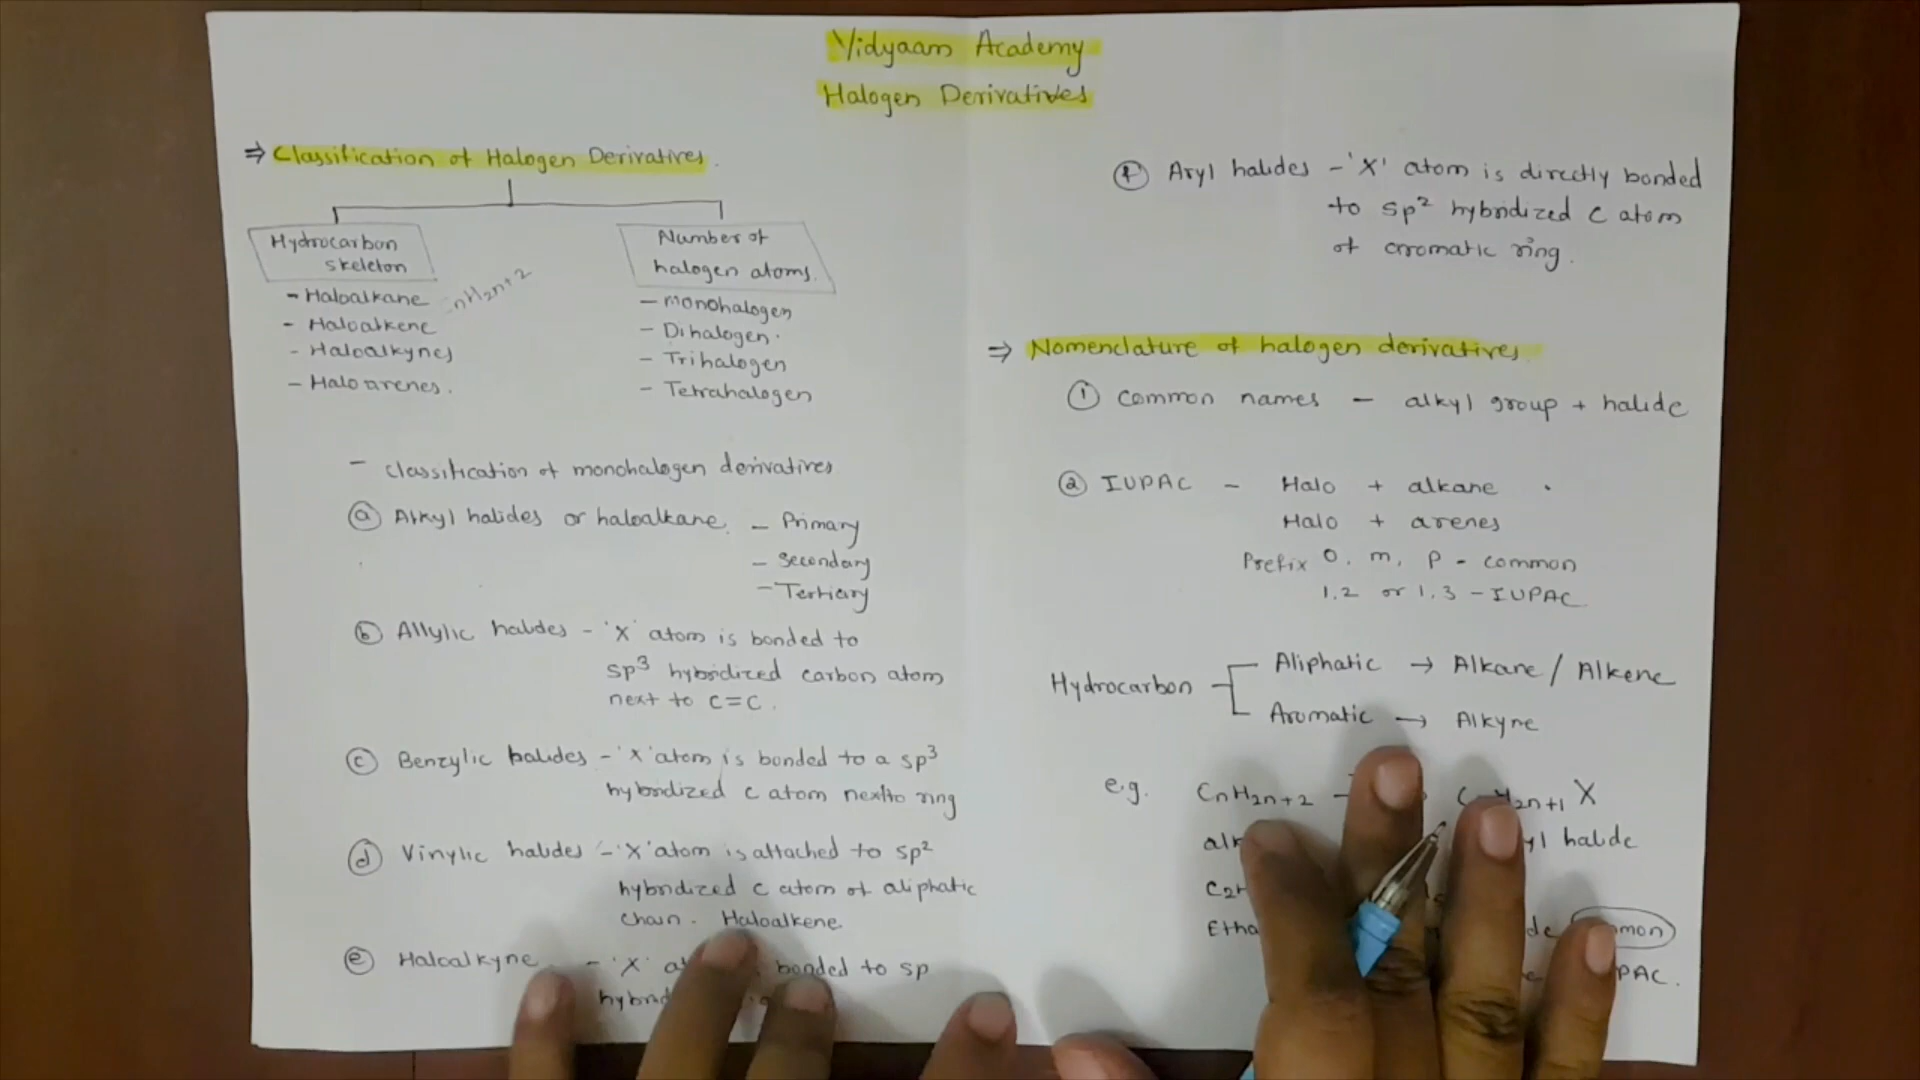 Vidyaam Academy
Halogen Derivatives
⇒ Classification of Halogen Derivatives.
Hydrocarbon
skeleton
- Haloalkane
nH2n+2
- Haloalkene
- Haloalkynes
- Haloarenes.
Number of
halogen atoms.
- monohalogen
- Dihalogen.
- Trihalogen
- Tetrahalogen
- classification of monohalogen derivatives
ⓐ Alkyl halides or haloalkane. - Primary
- Secondary
- Tertiary
ⓑ Allylic halides - 'X' atom is bonded to
sp³ hybridized carbon atom
next to C=C.
ⓒ Benzylic halides - 'X' atom is bonded to a sp³
hybridized C atom next to ring
ⓓ Vinylic halides - 'X' atom is attached to sp²
hybridized C atom of aliphatic
chain. Haloalkene
ⓔ Haloalkyne - 'X' bonded to sp
ⓕ Aryl halides - 'X' atom is directly bonded
to sp² hybridized C atom
of aromatic ring.
⇒ Nomenclature of halogen derivatives.
① Common names - alkyl group + halide
② IUPAC - Halo + alkane
Halo + arenes
Prefix o, m, p - common
1,2 or 1,3 - IUPAC
Hydrocarbon
Aliphatic → Alkane / Alkene
Aromatic → Alkyne
e.g. CnH2n+2 H2n+1 X
halide